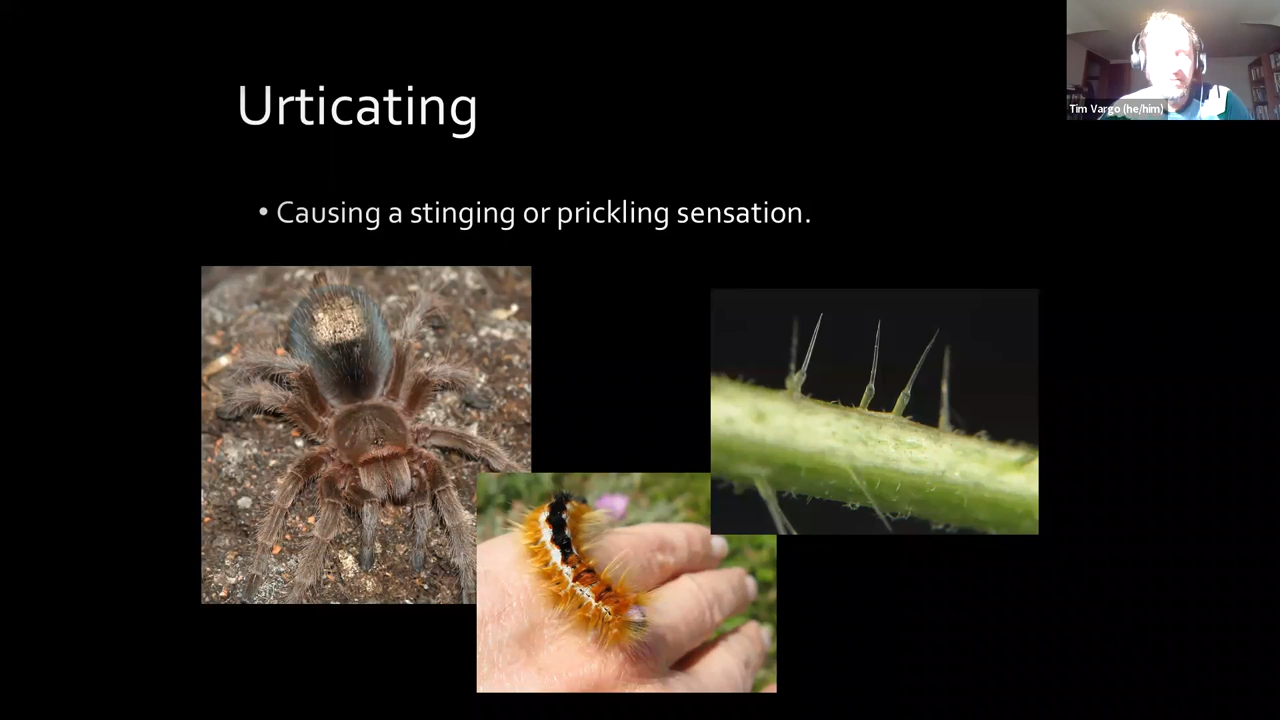 Urticating
• Causing a stinging or prickling sensation.
Tim Vargo (he/him)